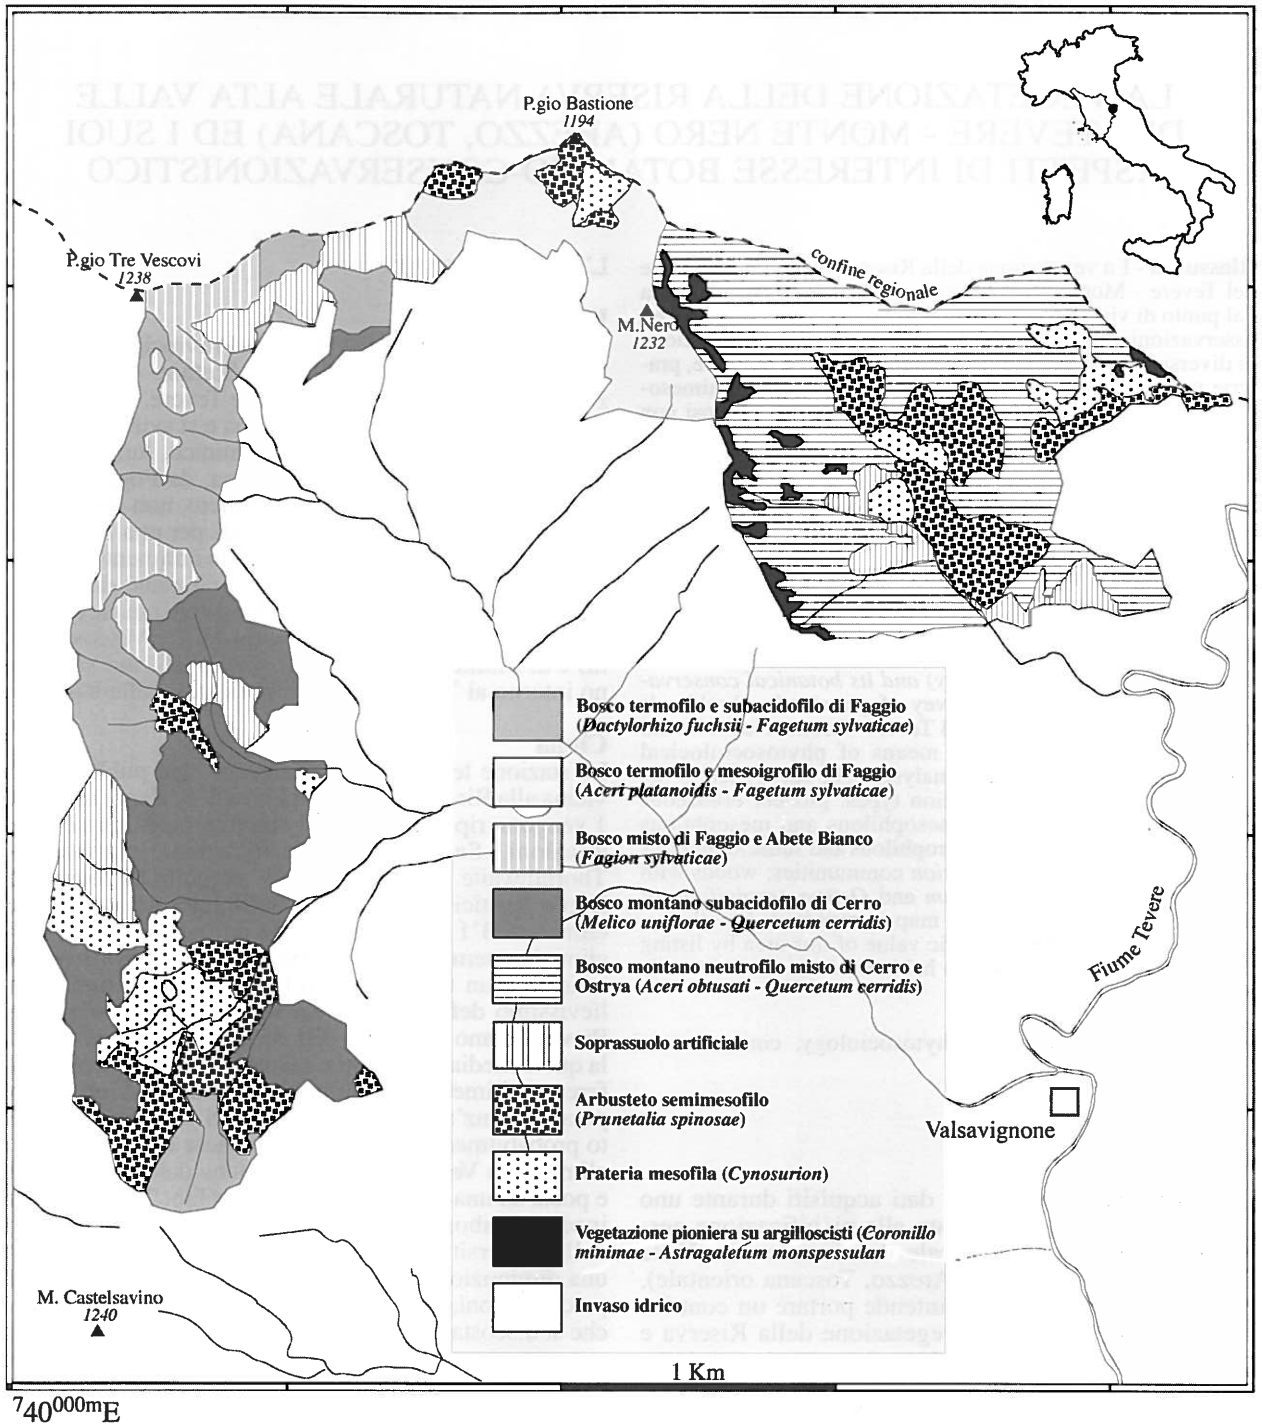 P.gio Bastione
1194
P.gio Tre Vescovi
1238
confine regionale
M.Nero
1232
Bosco termofilo e subacidofilo di Faggio
(Dactylorhizo fuchsii - Fagetum sylvaticae)
Bosco termofilo e mesoigrofilo di Faggio
(Aceri platanoidis - Fagetum sylvaticae)
Bosco misto di Faggio e Abete Bianco
(Fagion sylvaticae)
Bosco montano subacidofilo di Cerro
(Melico uniflorae - Quercetum cerridis)
Bosco montano neutrofilo misto di Cerro e
Ostrya (Aceri obtusati - Quercetum cerridis)
Soprassuolo artificiale
Arbusteto semimesofilo
(Prunetalia spinosae)
Prateria mesofila (Cynosurion)
Vegetazione pioniera su argilloscisti (Coronillo
minimae - Astragaletum monspessulan
Invaso idrico
Fiume Tevere
Valsavignone
M. Castelsavino
1240
1 Km
740000mE